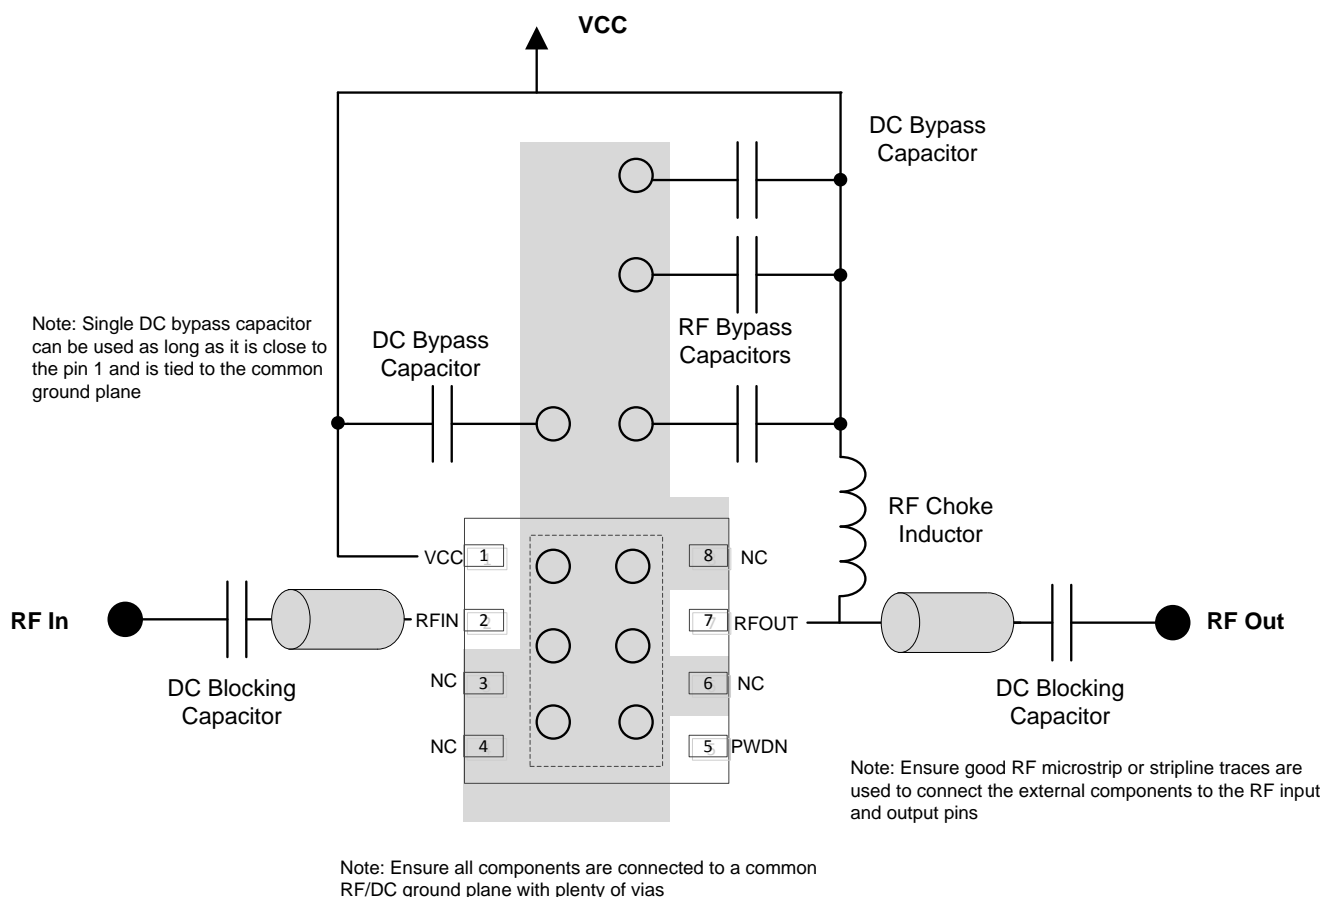 VCC
DC Bypass
Capacitor
Note: Single DC bypass capacitor
can be used as long as it is close to
the pin 1 and is tied to the common
ground plane
DC Bypass
Capacitor
RF Bypass
Capacitors
RF Choke
Inductor
VCC
1
8
NC
RF In
RFIN
2
7
RFOUT
RF Out
NC
3
6
NC
DC Blocking
Capacitor
DC Blocking
Capacitor
NC
4
5
PWDN
Note: Ensure good RF microstrip or stripline traces are
used to connect the external components to the RF input
and output pins
Note: Ensure all components are connected to a common
RF/DC ground plane with plenty of vias